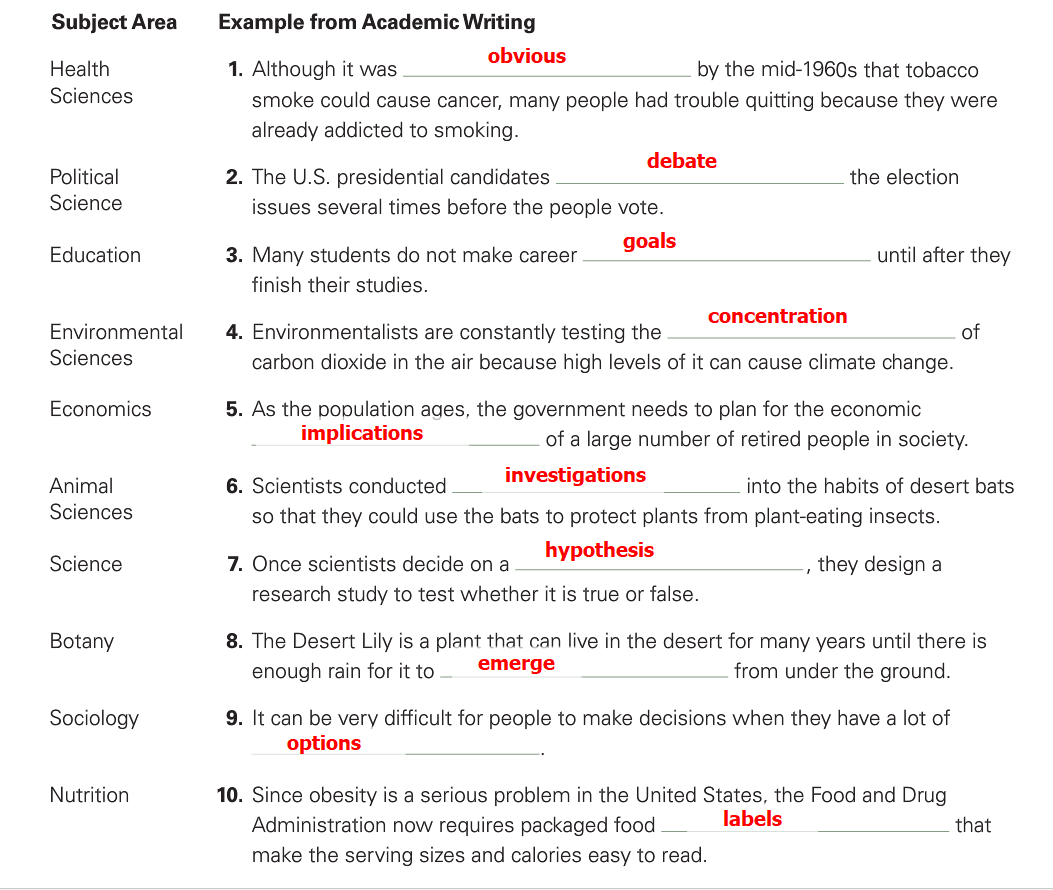 Subject Area Example from Academic Writing
Health Sciences 1. Although it was obvious by the mid-1960s that tobacco
smoke could cause cancer, many people had trouble quitting because they were
already addicted to smoking.
Political Science 2. The U.S. presidential candidates debate the election
issues several times before the people vote.
Education 3. Many students do not make career goals until after they
finish their studies.
Environmental Sciences 4. Environmentalists are constantly testing the concentration of
carbon dioxide in the air because high levels of it can cause climate change.
Economics 5. As the population ages, the government needs to plan for the economic
implications of a large number of retired people in society.
Animal Sciences 6. Scientists conducted investigations into the habits of desert bats
so that they could use the bats to protect plants from plant-eating insects.
Science 7. Once scientists decide on a hypothesis, they design a
research study to test whether it is true or false.
Botany 8. The Desert Lily is a plant that can live in the desert for many years until there is
enough rain for it to emerge from under the ground.
Sociology 9. It can be very difficult for people to make decisions when they have a lot of
options.
Nutrition 10. Since obesity is a serious problem in the United States, the Food and Drug
Administration now requires packaged food labels that
make the serving sizes and calories easy to read.